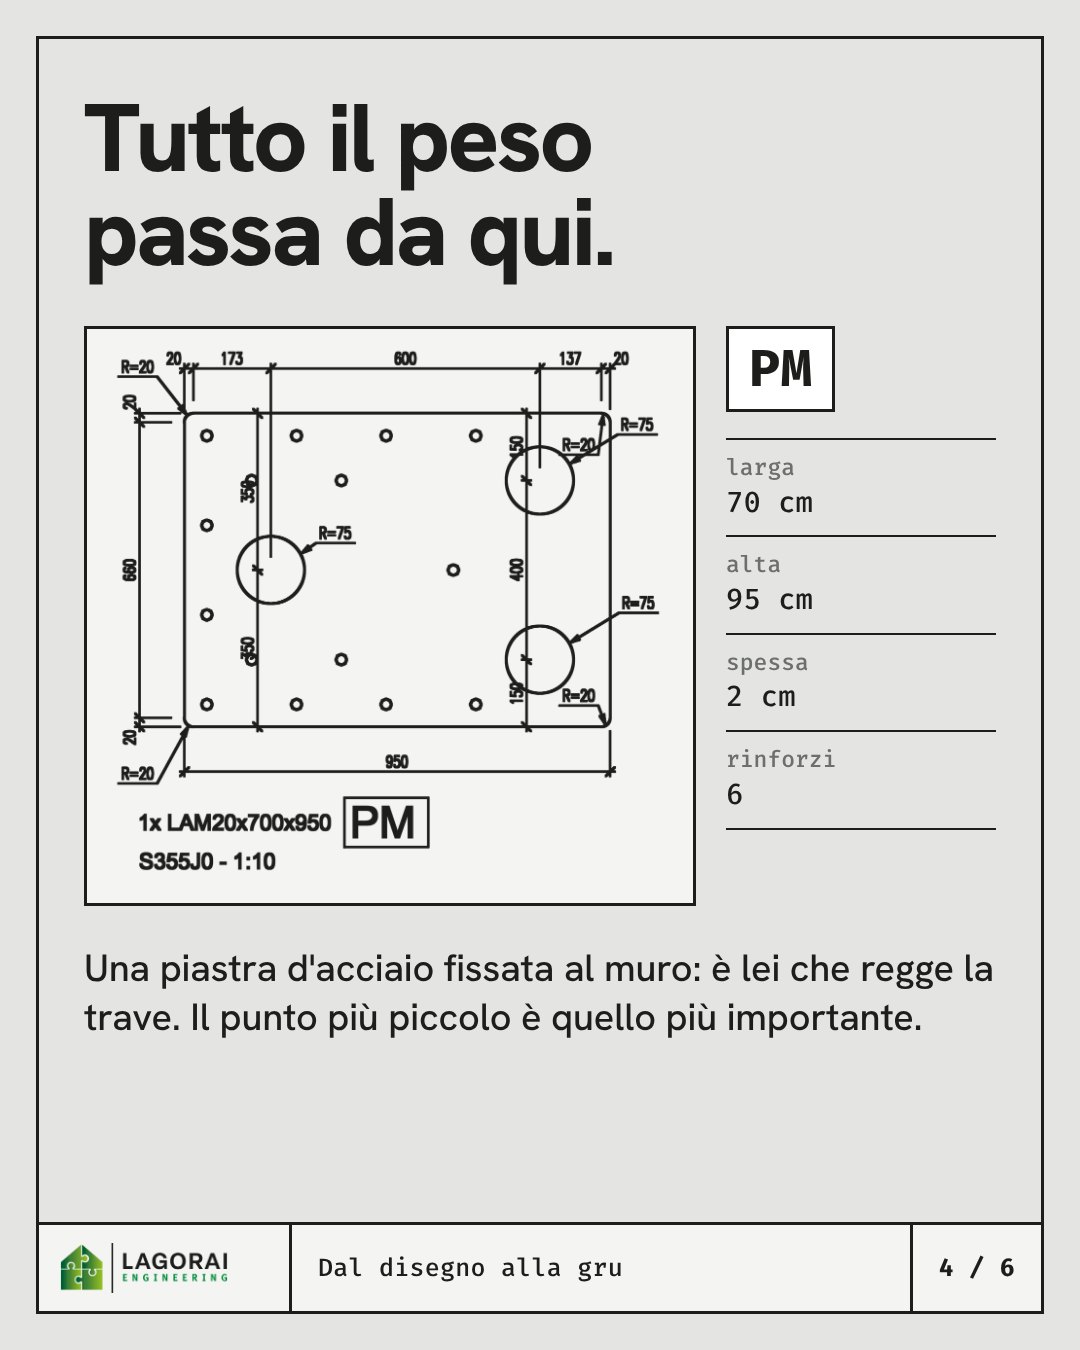 Tutto il peso
passa da qui.
R=20
20
173
600
137
20
20
R=75
150
R=20
350
R=75
660
400
R=75
350
150
R=20
20
R=20
950
1x LAM20x700x950
PM
S355J0 - 1:10
PM
larga
70 cm
alta
95 cm
spessa
2 cm
rinforzi
6
Una piastra d'acciaio fissata al muro: è lei che regge la
trave. Il punto più piccolo è quello più importante.
LAGORAI
ENGINEERING
Dal disegno alla gru
4 / 6